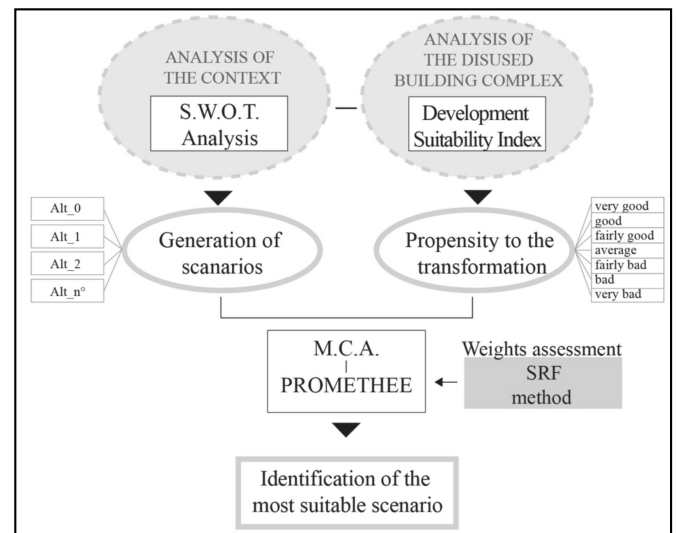 ANALYSIS OF
THE CONTEXT
S.W.O.T.
Analysis
ANALYSIS OF
THE DISUSED
BUILDING COMPLEX
Development
Suitability Index
Alt_0
Alt_1
Alt_2
Alt_n°
Generation of
scanarios
Propensity to the
transformation
very good
good
fairly good
average
fairly bad
bad
very bad
M.C.A.
PROMETHEE
Weights assessment
SRF
method
Identification of the
most suitable scenario